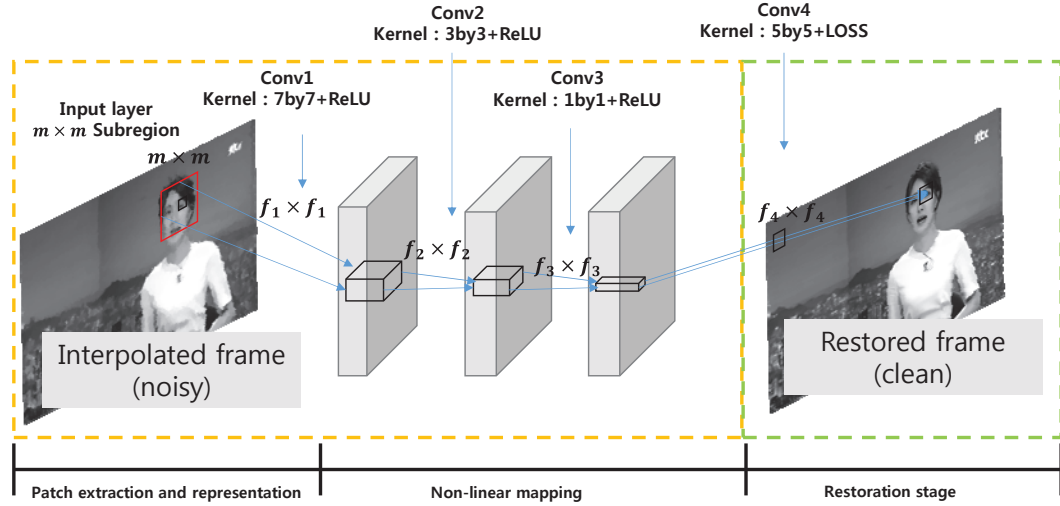 Conv2
Kernel : 3by3+ReLU
Conv4
Kernel : 5by5+LOSS
Conv1
Kernel : 7by7+ReLU
Conv3
Kernel : 1by1+ReLU
Input layer
m × m Subregion
m × m
f₁ × f₁
f₂ × f₂
f₃ × f₃
f₄ × f₄
Interpolated frame
(noisy)
Restored frame
(clean)
Patch extraction and representation
Non-linear mapping
Restoration stage